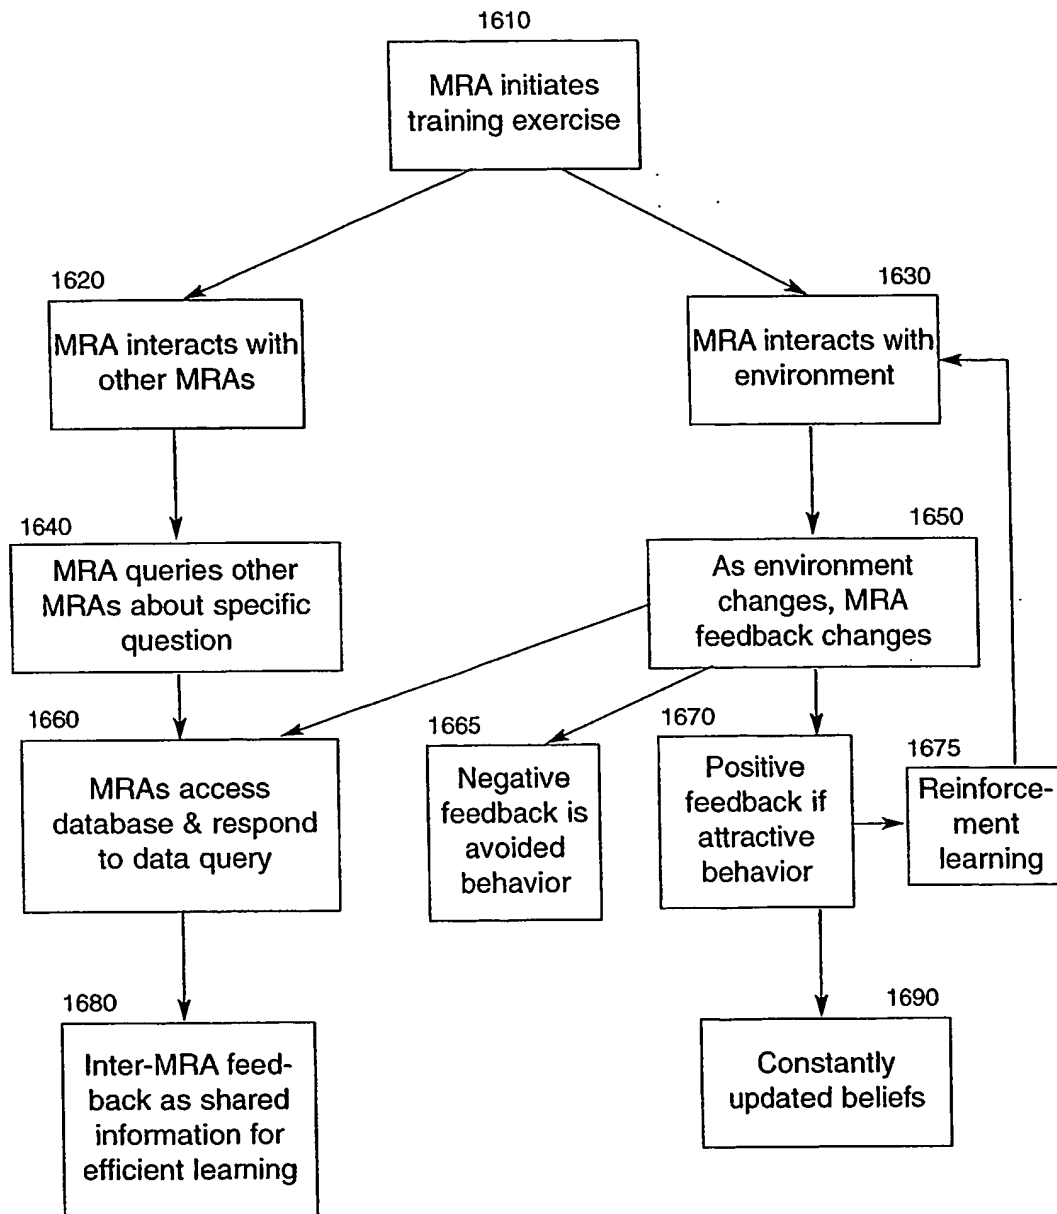 1610
MRA initiates
training exercise
1620
MRA interacts with
other MRAs
1630
MRA interacts with
environment
1640
MRA queries other
MRAs about specific
question
1650
As environment
changes, MRA
feedback changes
1660
MRAs access
database & respond
to data query
1665
Negative
feedback is
avoided
behavior
1670
Positive
feedback if
attractive
behavior
1675
Reinforce-
ment
learning
1680
Inter-MRA feed-
back as shared
information for
efficient learning
1690
Constantly
updated beliefs